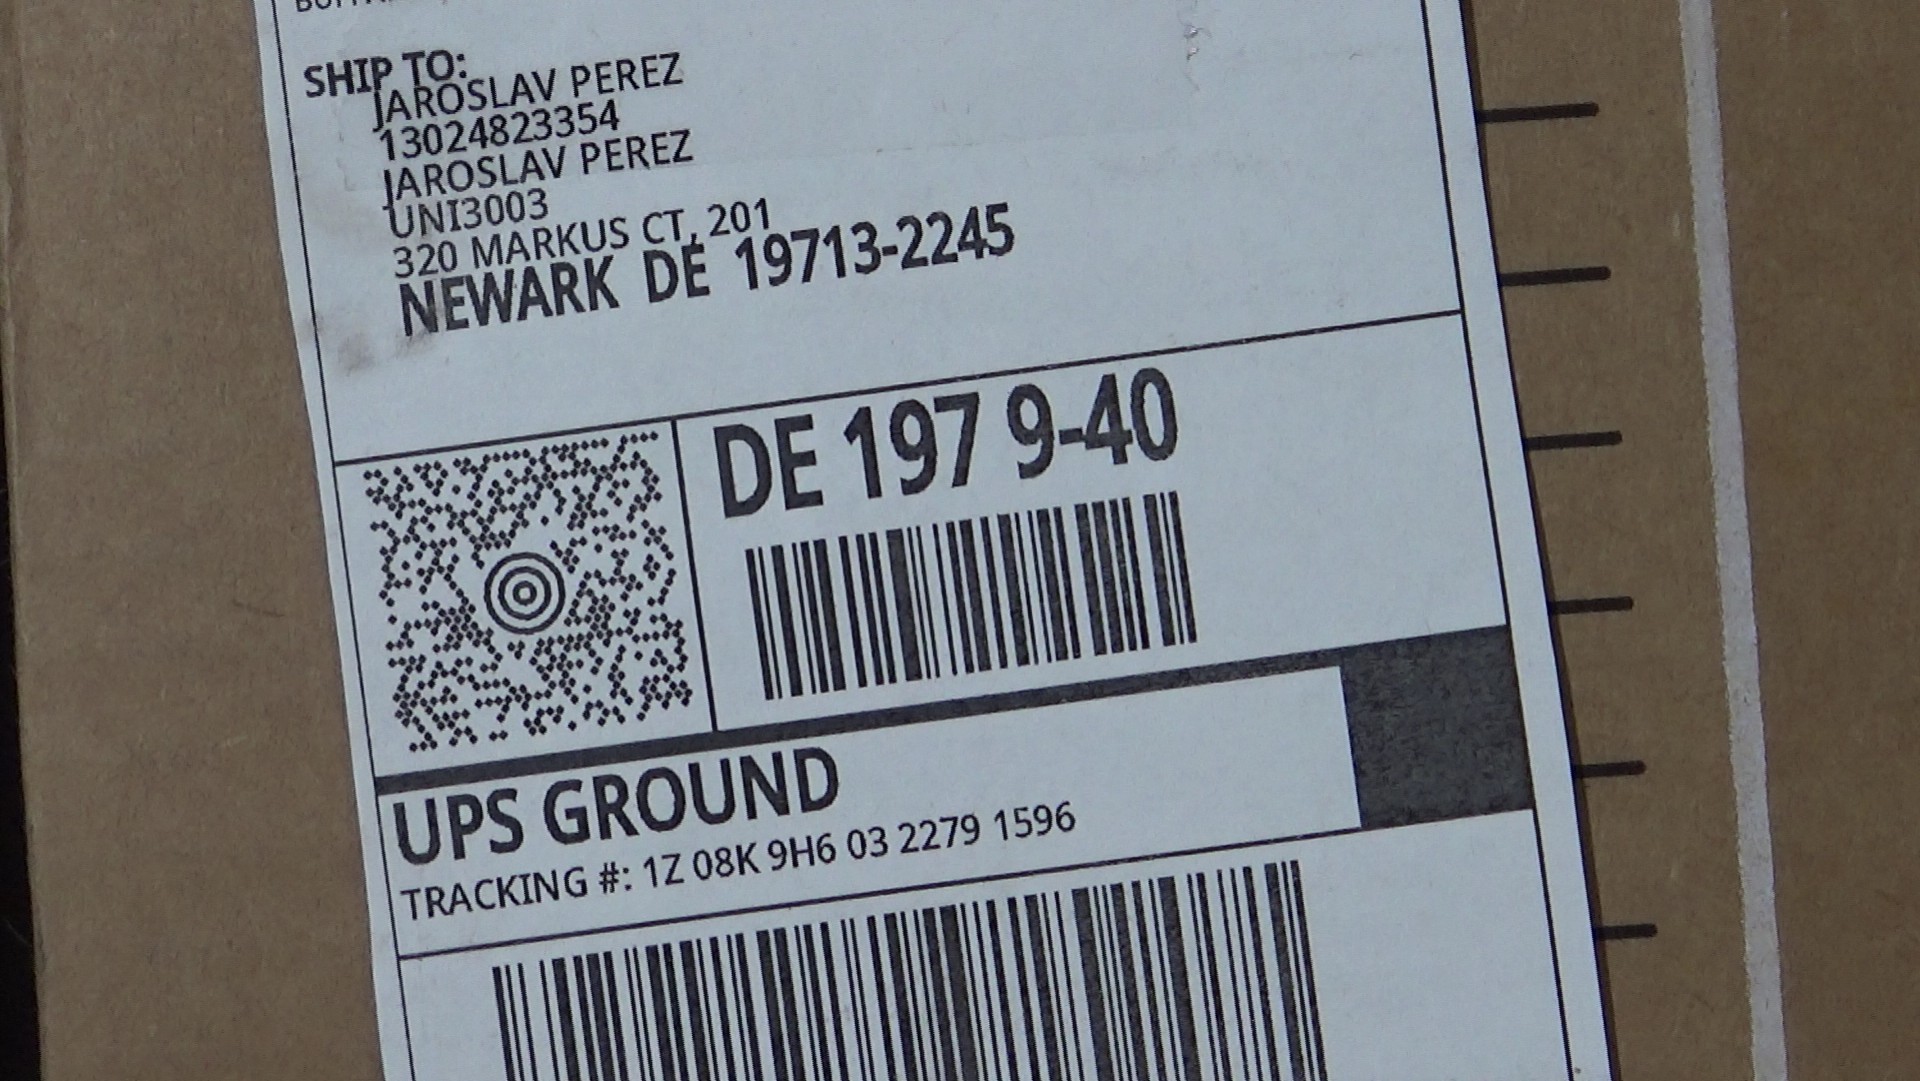 SHIP TO:
JAROSLAV PEREZ
13024823354
JAROSLAV PEREZ
UNI3003
320 MARKUS CT, 201
NEWARK DE 19713-2245
DE 197 9-40
UPS GROUND
TRACKING #: 1Z 08K 9H6 03 2279 1596